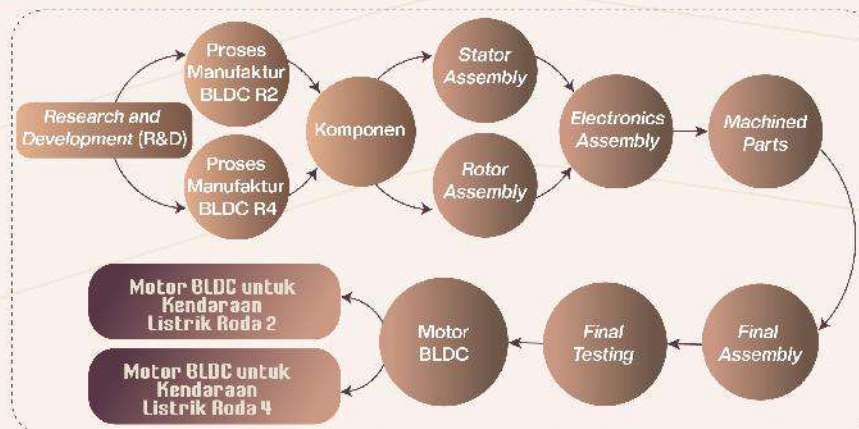 Research and
Development (R&D)
Proses
Manufaktur
BLDC R2
Proses
Manufaktur
BLDC R4
Komponen
Stator
Assembly
Rotor
Assembly
Electronics
Assembly
Machined
Parts
Final
Assembly
Final
Testing
Motor
BLDC
Motor BLDC untuk
Kendaraan
Listrik Roda 2
Motor BLDC untuk
Kendaraan
Listrik Roda 4